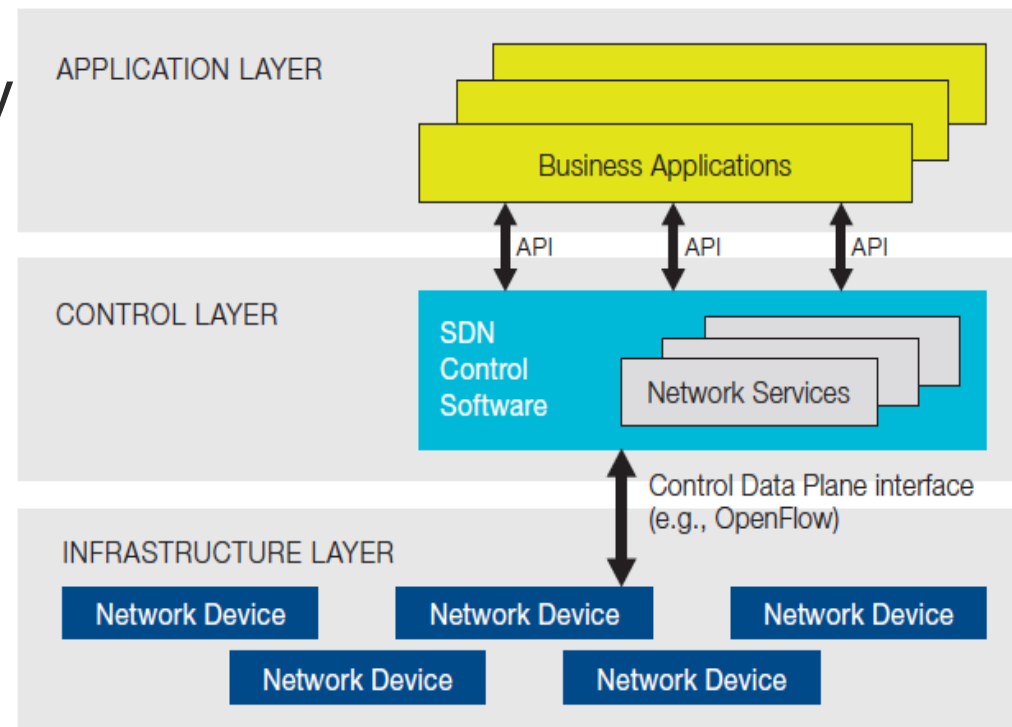 y
APPLICATION LAYER
Business Applications
API
API
API
CONTROL LAYER
SDN
Control
Software
Network Services
Control Data Plane interface
(e.g., OpenFlow)
INFRASTRUCTURE LAYER
Network Device
Network Device
Network Device
Network Device
Network Device